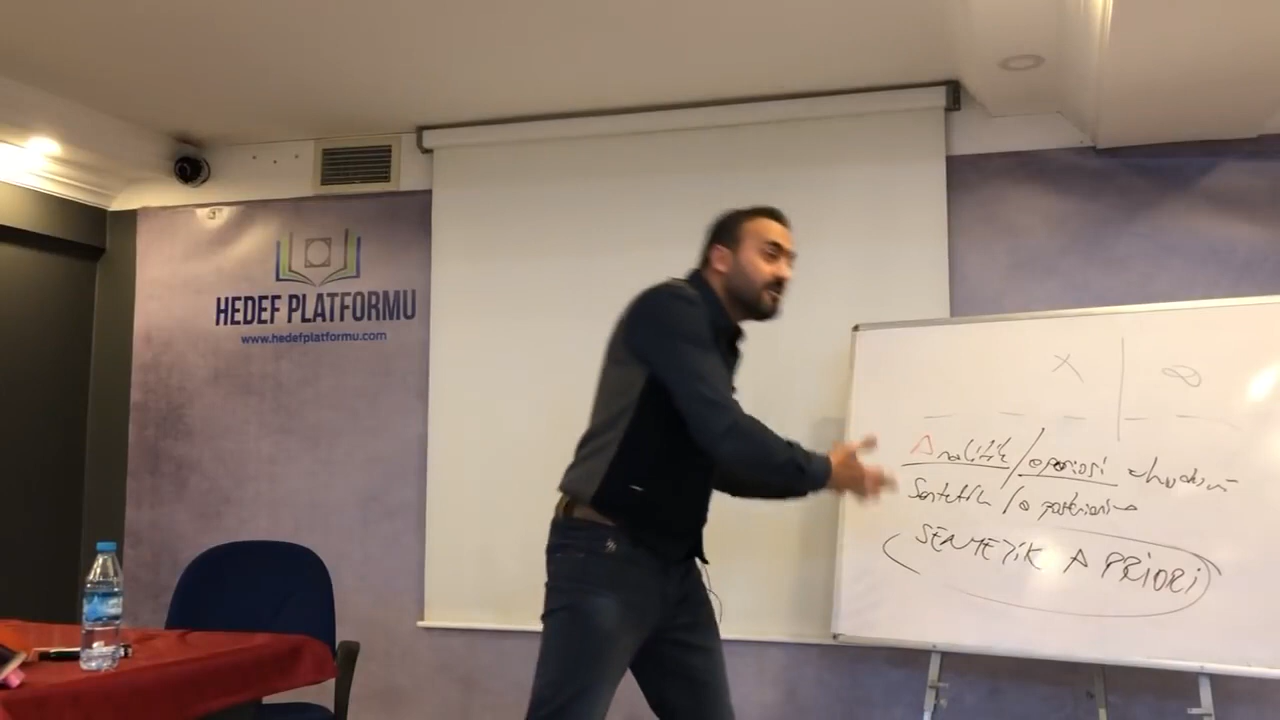 HEDEF PLATFORMU
www.hedefplatformu.com
X ∞
Analitik / apriori
Sentetik / a posteriori
SENTETİK A PRİORİ